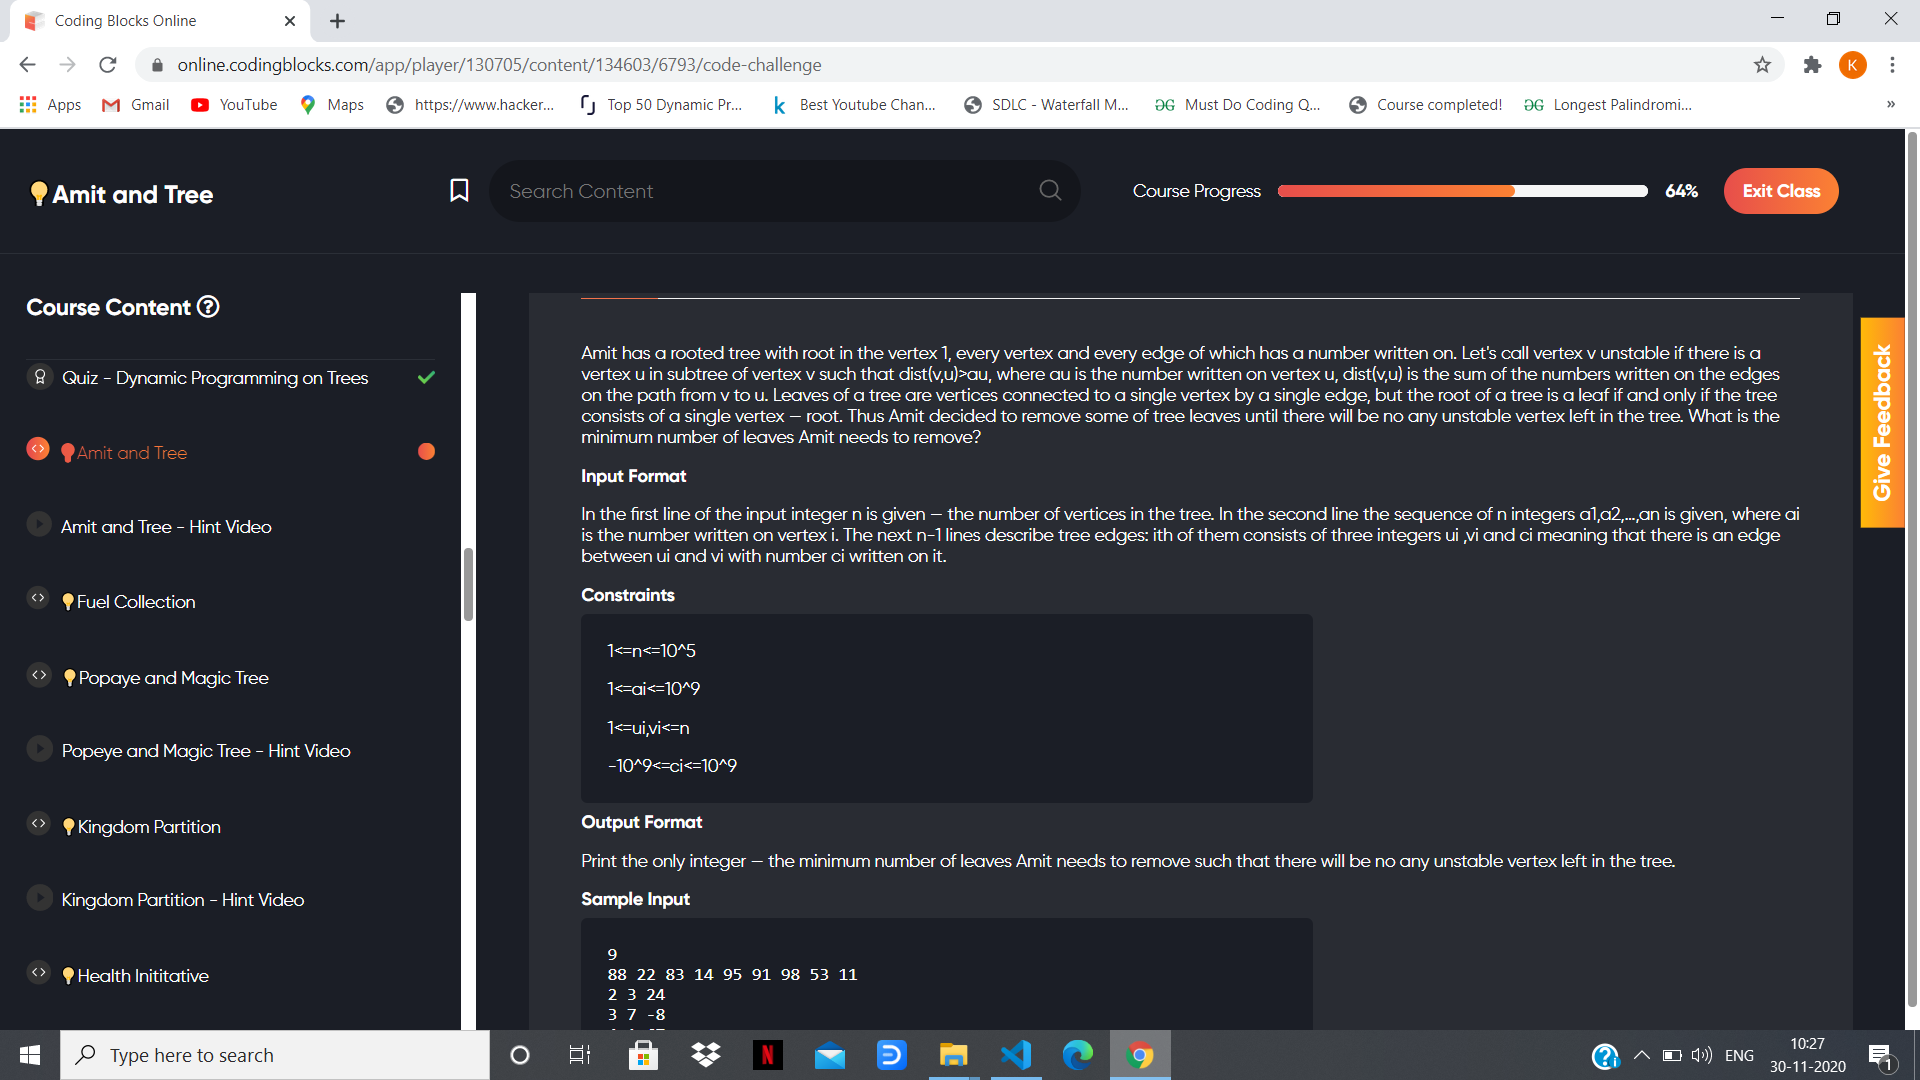 Coding Blocks Online
online.codingblocks.com/app/player/130705/content/134603/6793/code-challenge
K
Apps Gmail YouTube Maps https://www.hacker... Top 50 Dynamic Pr... Best Youtube Chan... SDLC - Waterfall M... Must Do Coding Q... Course completed! Longest Palindromi... »
Amit and Tree
Search Content
Course Progress 64% Exit Class
Course Content
Quiz - Dynamic Programming on Trees
Amit and Tree
Amit and Tree - Hint Video
Fuel Collection
Popaye and Magic Tree
Popeye and Magic Tree - Hint Video
Kingdom Partition
Kingdom Partition - Hint Video
Health Inititative
Amit has a rooted tree with root in the vertex 1, every vertex and every edge of which has a number written on. Let's call vertex v unstable if there is a
vertex u in subtree of vertex v such that dist(v,u)>au, where au is the number written on vertex u, dist(v,u) is the sum of the numbers written on the edges
on the path from v to u. Leaves of a tree are vertices connected to a single vertex by a single edge, but the root of a tree is a leaf if and only if the tree
consists of a single vertex — root. Thus Amit decided to remove some of tree leaves until there will be no any unstable vertex left in the tree. What is the
minimum number of leaves Amit needs to remove?
Input Format
In the first line of the input integer n is given — the number of vertices in the tree. In the second line the sequence of n integers a1,a2,...,an is given, where ai
is the number written on vertex i. The next n-1 lines describe tree edges: ith of them consists of three integers ui ,vi and ci meaning that there is an edge
between ui and vi with number ci written on it.
Constraints
1<=n<=10^5
1<=ai<=10^9
1<=ui,vi<=n
-10^9<=ci<=10^9
Output Format
Print the only integer — the minimum number of leaves Amit needs to remove such that there will be no any unstable vertex left in the tree.
Sample Input
9
88 22 83 14 95 91 98 53 11
2 3 24
3 7 -8
Give Feedback
Type here to search
ENG
10:27
30-11-2020
1